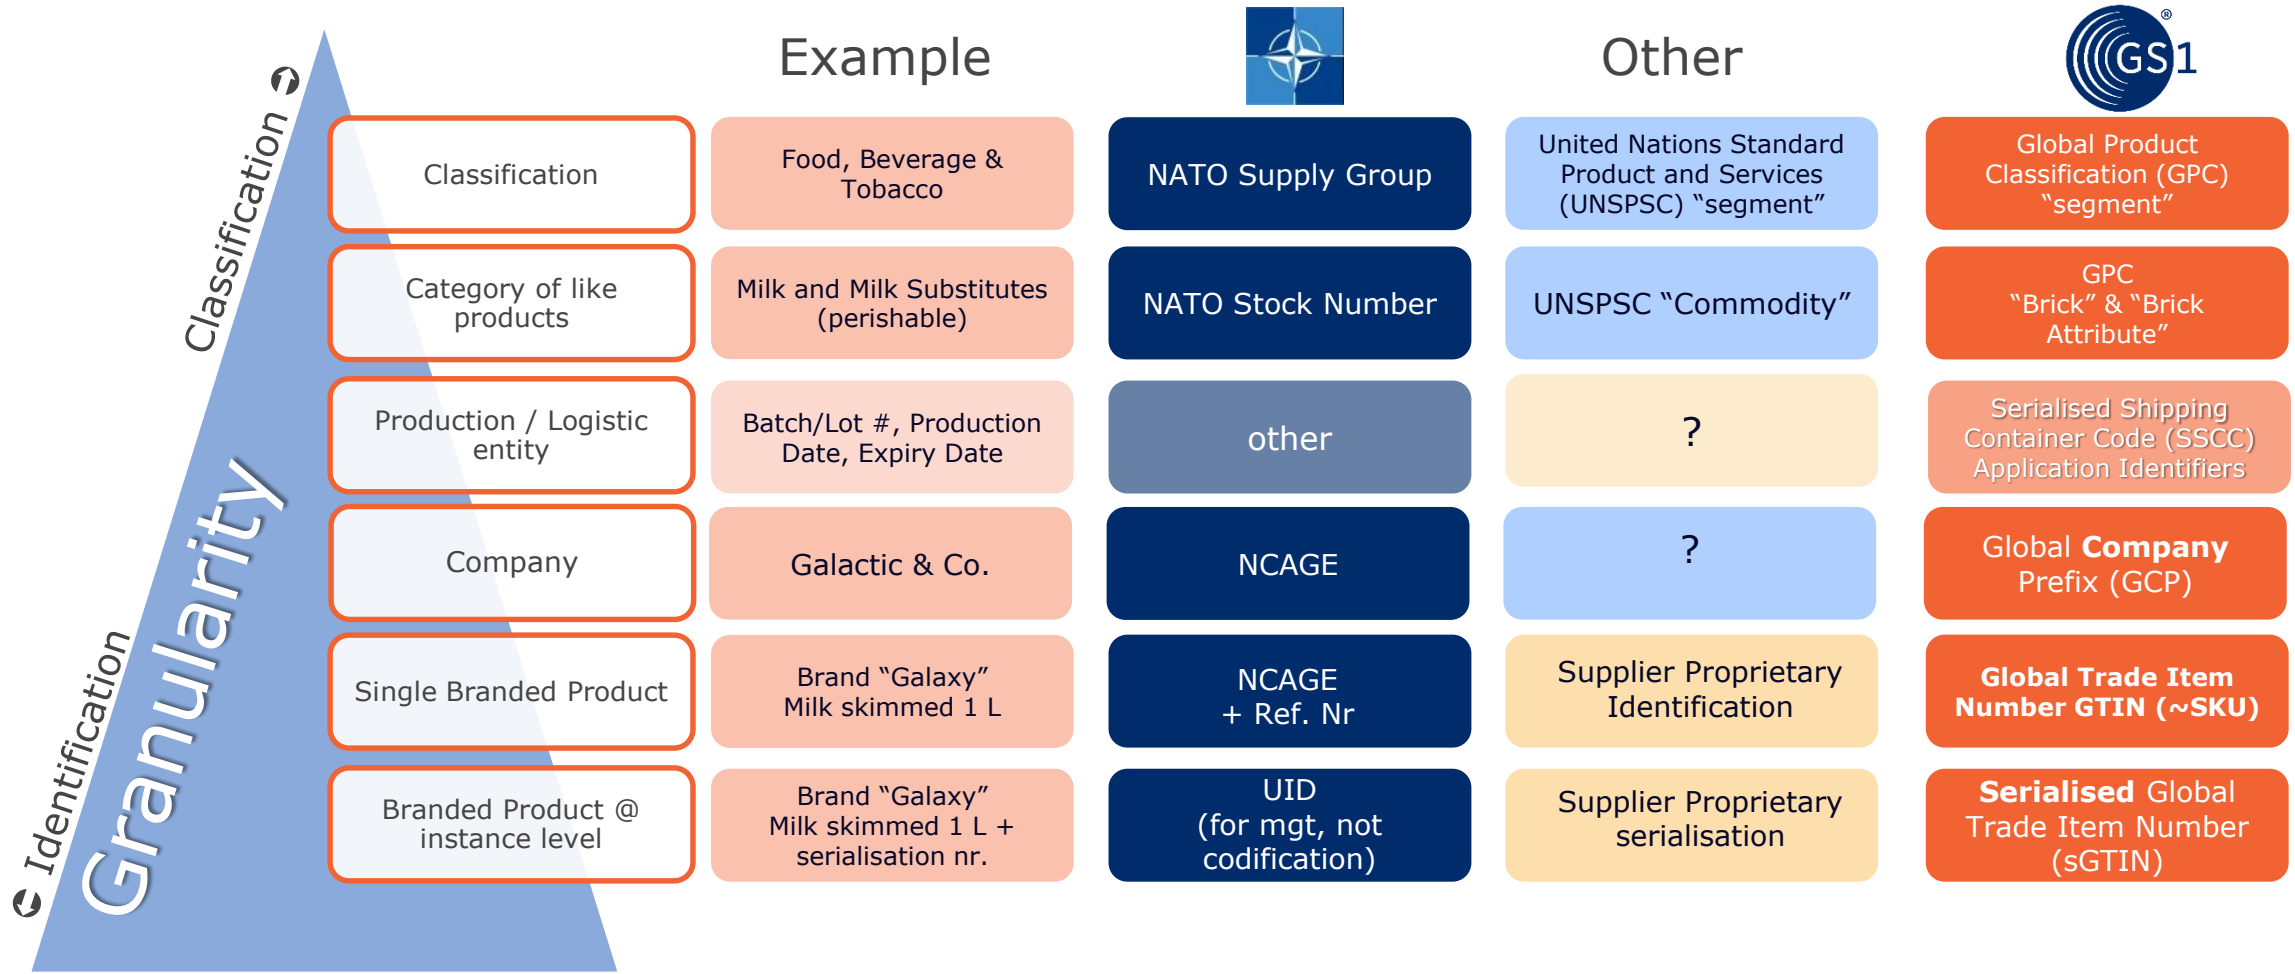 Example
Other
GS1
®
Classification
Granularity
Identification
Classification
Food, Beverage &
Tobacco
NATO Supply Group
United Nations Standard
Product and Services
(UNSPSC) “segment”
Global Product
Classification (GPC)
“segment”
Category of like
products
Milk and Milk Substitutes
(perishable)
NATO Stock Number
UNSPSC “Commodity”
GPC
“Brick” & “Brick
Attribute”
Production / Logistic
entity
Batch/Lot #, Production
Date, Expiry Date
other
?
Serialised Shipping
Container Code (SSCC)
Application Identifiers
Company
Galactic & Co.
NCAGE
?
Global Company
Prefix (GCP)
Single Branded Product
Brand “Galaxy”
Milk skimmed 1 L
NCAGE
+ Ref. Nr
Supplier Proprietary
Identification
Global Trade Item
Number GTIN (~SKU)
Branded Product @
instance level
Brand “Galaxy”
Milk skimmed 1 L +
serialisation nr.
UID
(for mgt, not
codification)
Supplier Proprietary
serialisation
Serialised Global
Trade Item Number
(sGTIN)